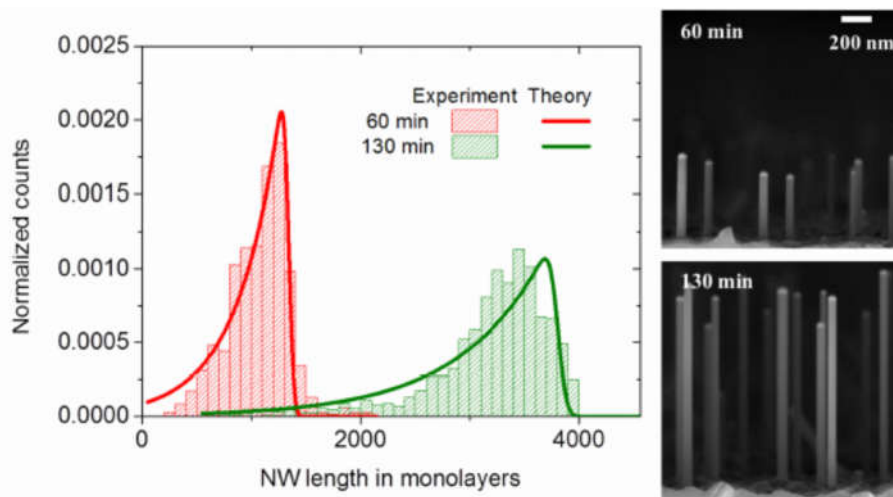 0.0025
0.0020
0.0015
0.0010
0.0005
0.0000
Normalized counts
0
2000
4000
NW length in monolayers
Experiment Theory
60 min
130 min
60 min
200 nm
130 min